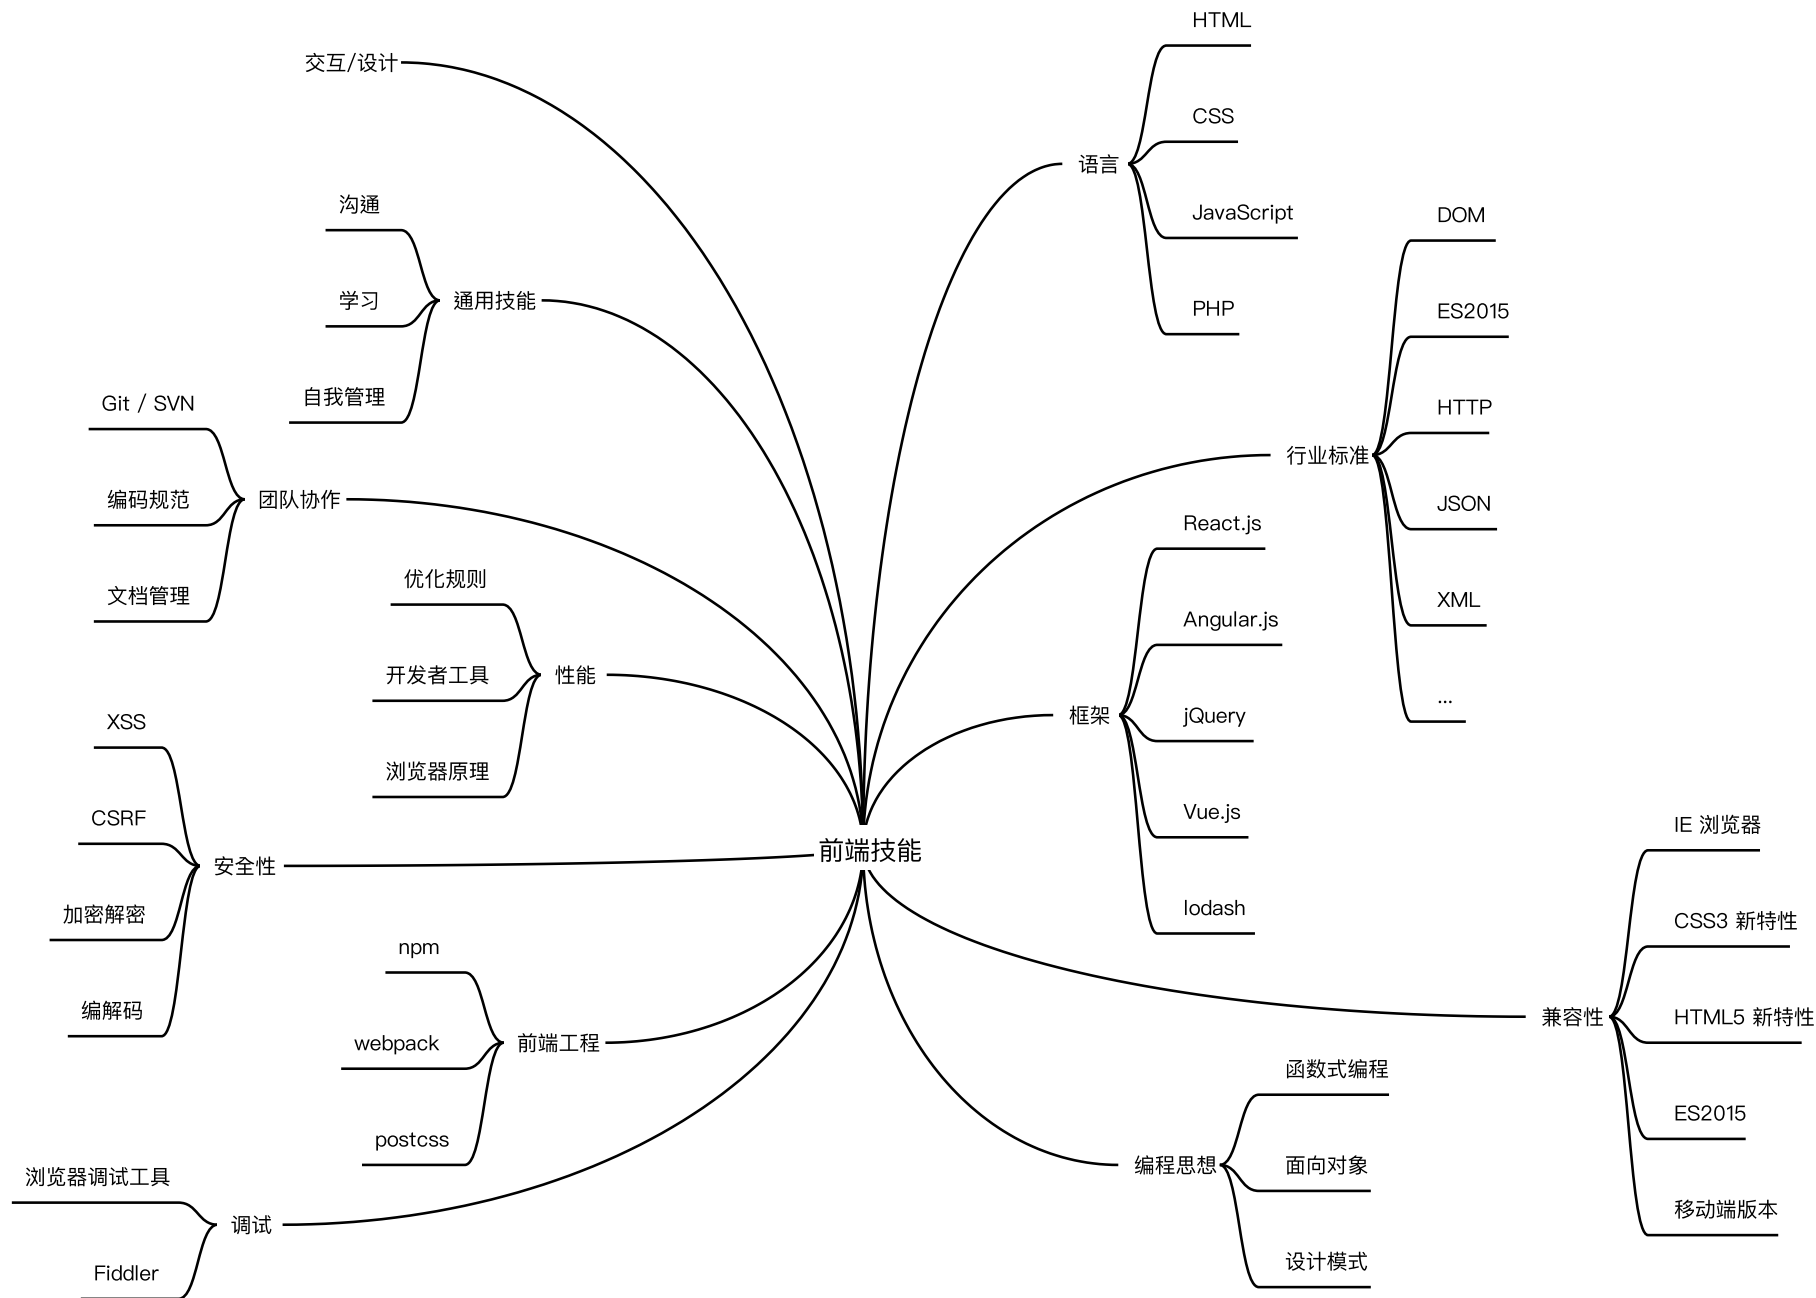 前端技能
语言
HTML
CSS
JavaScript
PHP
行业标准
DOM
ES2015
HTTP
JSON
XML
...
框架
React.js
Angular.js
jQuery
Vue.js
lodash
兼容性
IE 浏览器
CSS3 新特性
HTML5 新特性
ES2015
移动端版本
编程思想
函数式编程
面向对象
设计模式
交互/设计
通用技能
沟通
学习
自我管理
团队协作
Git / SVN
编码规范
文档管理
性能
优化规则
开发者工具
浏览器原理
安全性
XSS
CSRF
加密解密
编解码
前端工程
npm
webpack
postcss
调试
浏览器调试工具
Fiddler